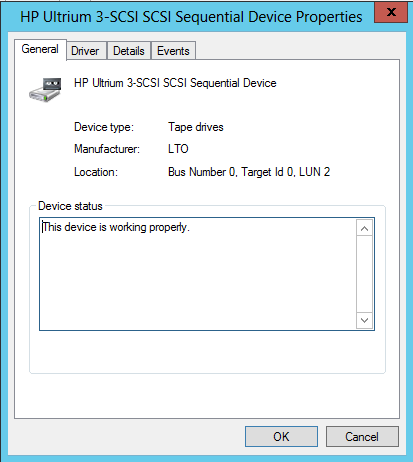 HP Ultrium 3-SCSI SCSI Sequential Device Properties
x
General Driver Details Events
HP Ultrium 3-SCSI SCSI Sequential Device
Device type: Tape drives
Manufacturer: LTO
Location: Bus Number 0, Target Id 0, LUN 2
Device status
This device is working properly.
OK Cancel